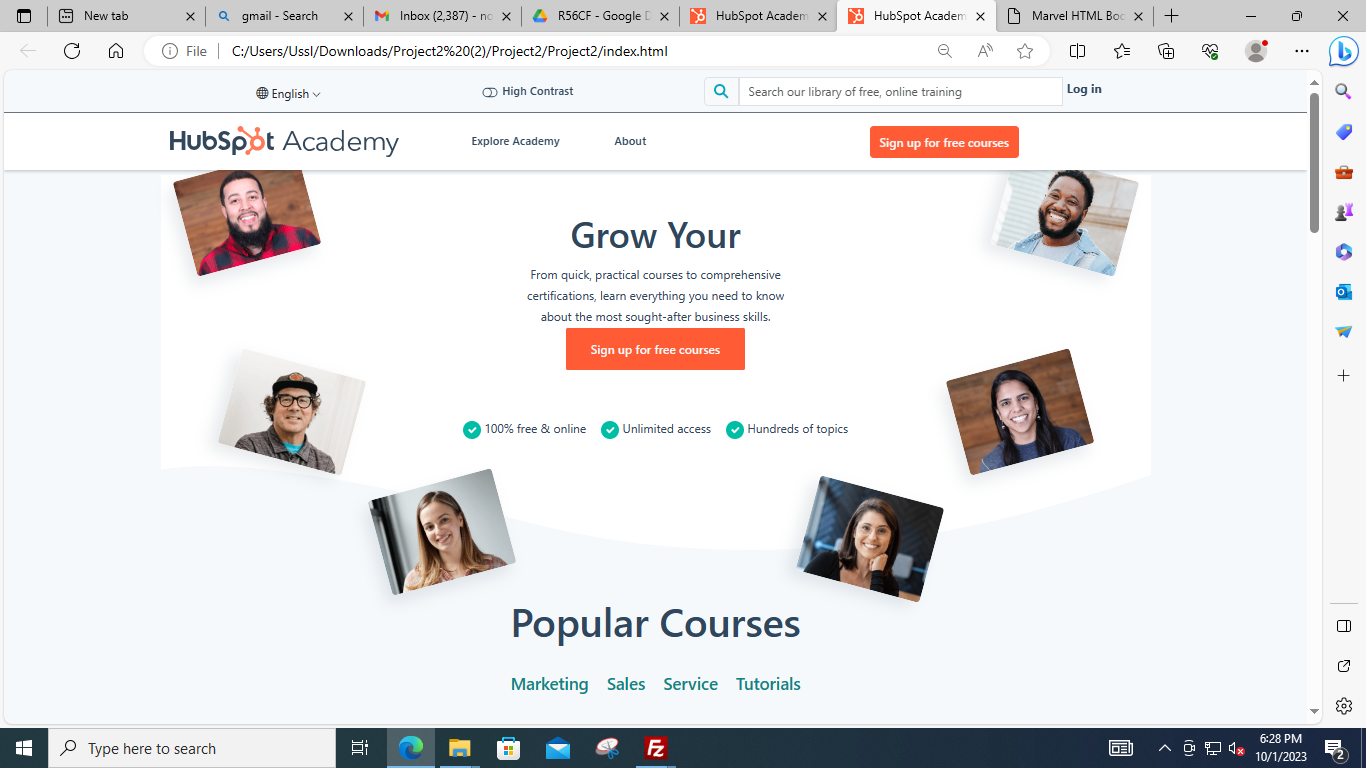 New tab
gmail - Search
Inbox (2,387) - no
R56CF - Google D
HubSpot Academ
HubSpot Academ
Marvel HTML Boo
File
C:/Users/Ussl/Downloads/Project2%20(2)/Project2/Project2/index.html
English
High Contrast
Search our library of free, online training
Log in
HubSpot Academy
Explore Academy
About
Sign up for free courses
Grow Your
From quick, practical courses to comprehensive
certifications, learn everything you need to know
about the most sought-after business skills.
Sign up for free courses
100% free & online
Unlimited access
Hundreds of topics
Popular Courses
Marketing
Sales
Service
Tutorials
Type here to search
6:28 PM
10/1/2023
2